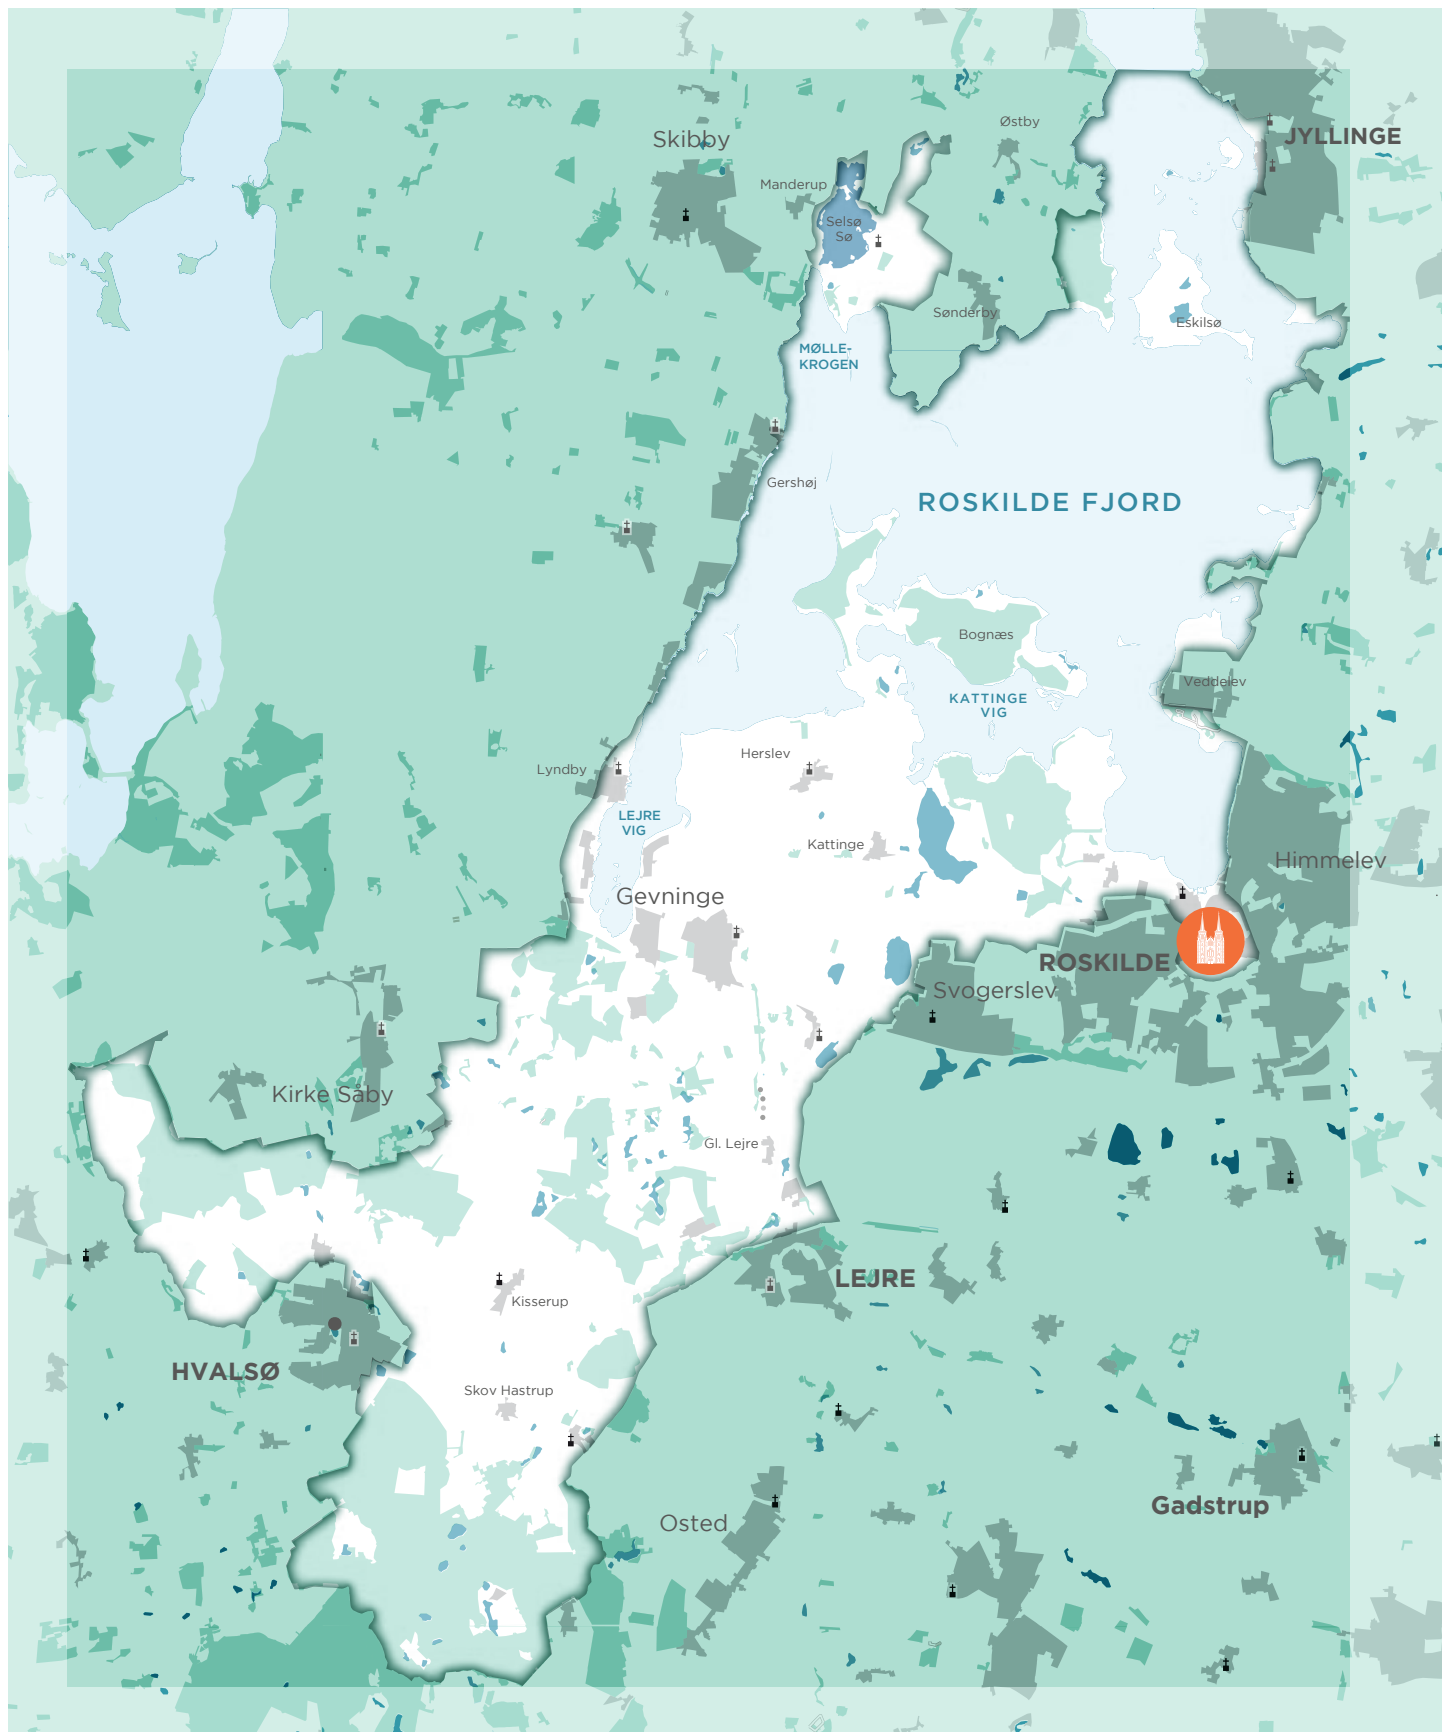 Østby
JYLLINGE
Skibby
Manderup
Selsø
Sø
Sønderby
Eskilsø
MØLLE-
KROGEN
Gershøj
ROSKILDE FJORD
Bognæs
Veddelev
KATTINGE
VIG
Herslev
Lyndby
LEJRE
VIG
Kattinge
Himmelev
Gevninge
ROSKILDE
Svogerslev
Kirke Såby
Gl. Lejre
LEJRE
Kisserup
HVALSØ
Skov Hastrup
Gadstrup
Osted